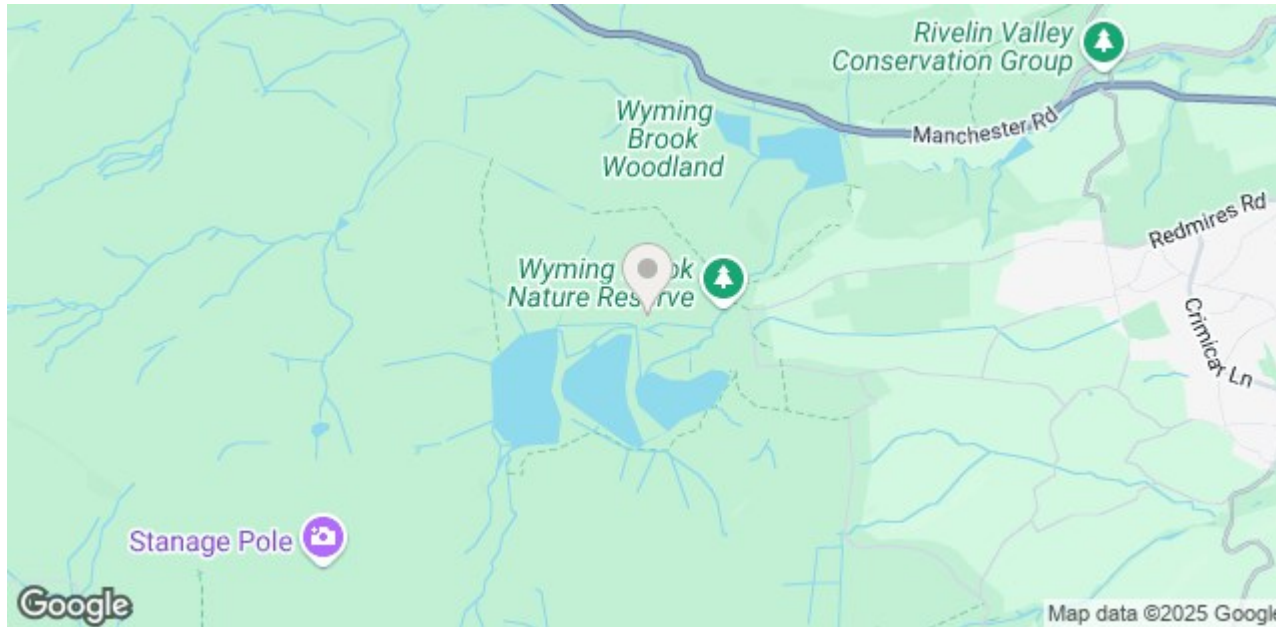 Rivelin Valley
Conservation Group
Wyming
Brook
Woodland
Manchester Rd
Redmires Rd
Wyming Brook
Nature Reserve
Crimicar Ln
Stanage Pole
Google
Map data ©2025 Google